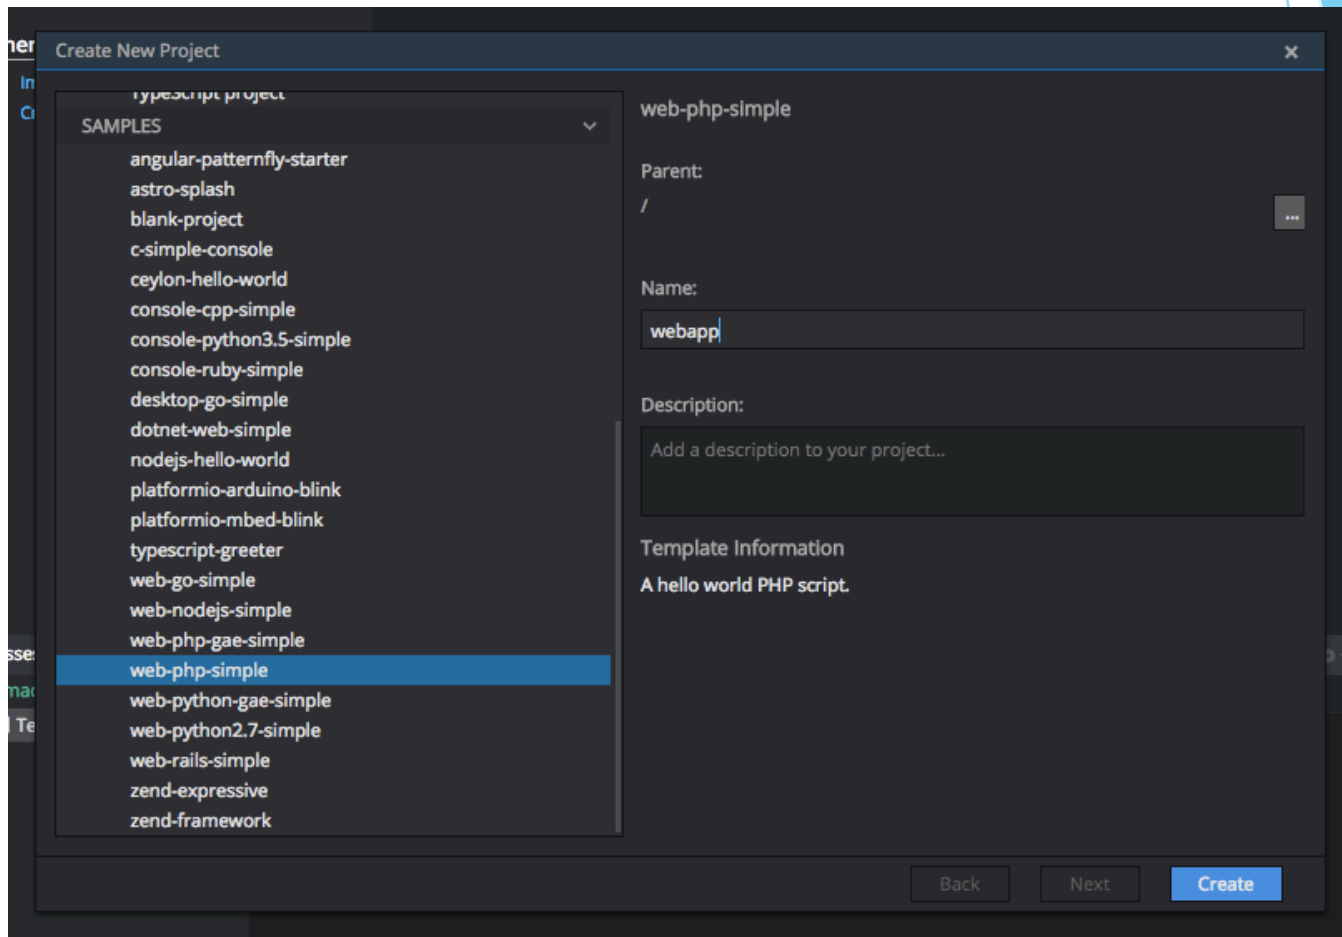 Create New Project
TypeScript project
SAMPLES
angular-patternfly-starter
astro-splash
blank-project
c-simple-console
ceylon-hello-world
console-cpp-simple
console-python3.5-simple
console-ruby-simple
desktop-go-simple
dotnet-web-simple
nodejs-hello-world
platformio-arduino-blink
platformio-mbed-blink
typescript-greeter
web-go-simple
web-nodejs-simple
web-php-gae-simple
web-php-simple
web-python-gae-simple
web-python2.7-simple
web-rails-simple
zend-expressive
zend-framework
web-php-simple
Parent:
/
...
Name:
webapp
Description:
Add a description to your project...
Template Information
A hello world PHP script.
Back
Next
Create